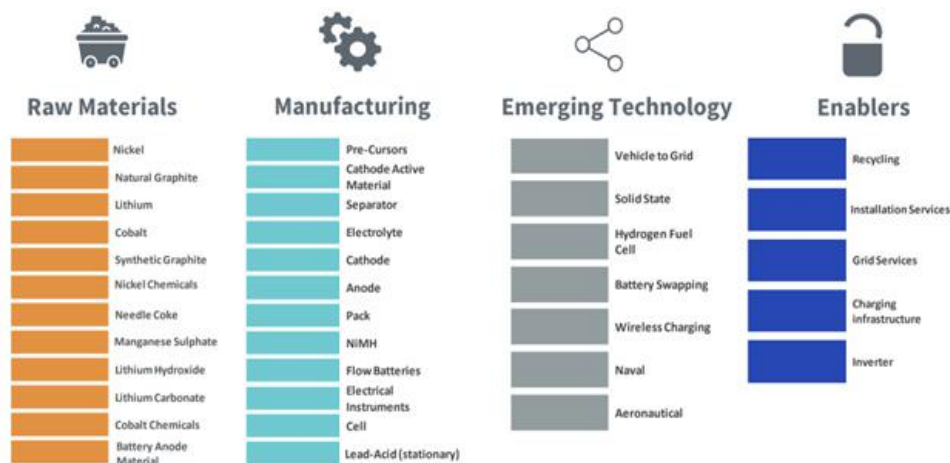 Raw Materials
Nickel
Natural Graphite
Lithium
Cobalt
Synthetic Graphite
Nickel Chemicals
Needle Coke
Manganese Sulphate
Lithium Hydroxide
Lithium Carbonate
Cobalt Chemicals
Battery Anode
Material
Manufacturing
Pre-Cursors
Cathode Active
Material
Separator
Electrolyte
Cathode
Anode
Pack
NiMH
Flow Batteries
Electrical
Instruments
Cell
Lead-Acid (stationary)
Emerging Technology
Vehicle to Grid
Solid State
Hydrogen Fuel
Cell
Battery Swapping
Wireless Charging
Naval
Aeronautical
Enablers
Recycling
Installation Services
Grid Services
Charging
infrastructure
Inverter